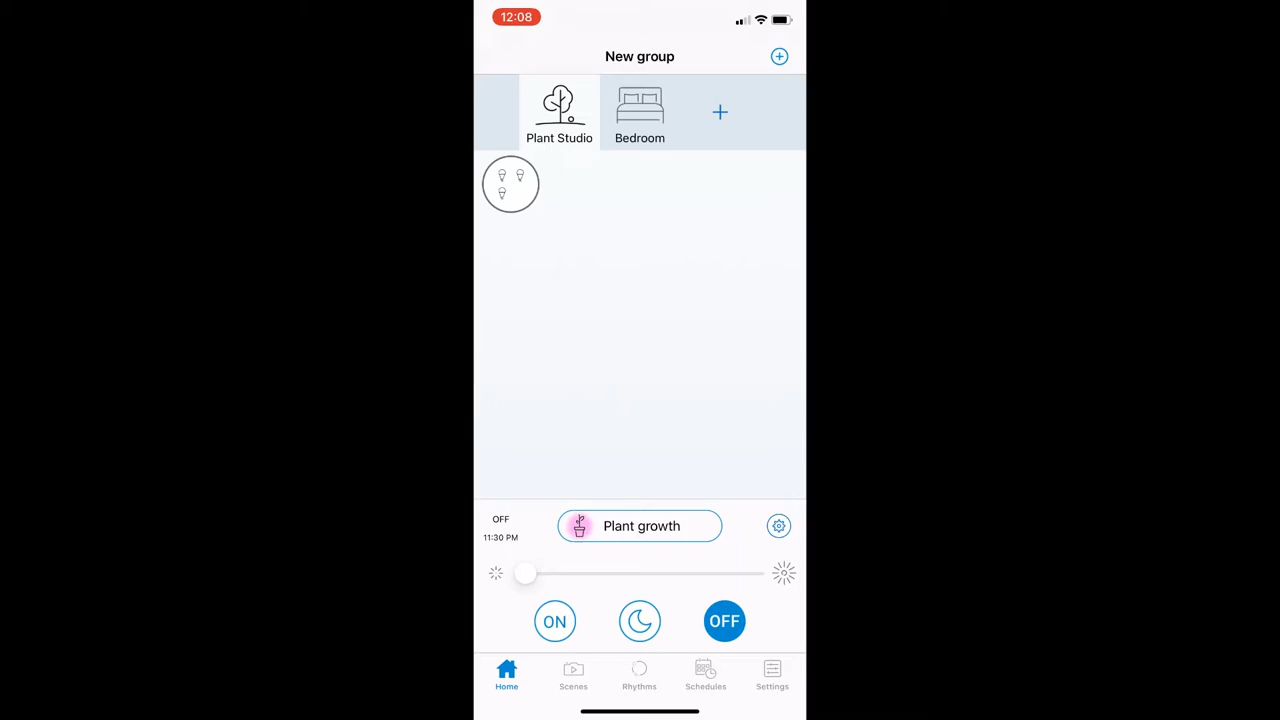 12:08
New group
Plant Studio
Bedroom
OFF
11:30 PM
Plant growth
ON
OFF
Home
Scenes
Rhythms
Schedules
Settings